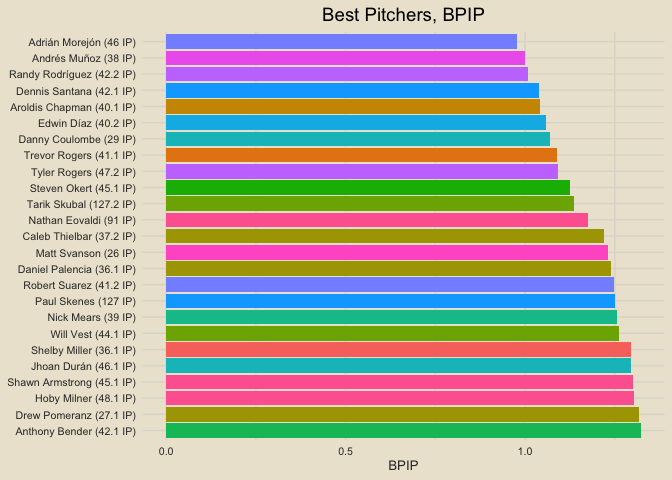 Best Pitchers, BPIP
Adrián Morejón (46 IP)
Andrés Muñoz (38 IP)
Randy Rodríguez (42.2 IP)
Dennis Santana (42.1 IP)
Aroldis Chapman (40.1 IP)
Edwin Díaz (40.2 IP)
Danny Coulombe (29 IP)
Trevor Rogers (41.1 IP)
Tyler Rogers (47.2 IP)
Steven Okert (45.1 IP)
Tarik Skubal (127.2 IP)
Nathan Eovaldi (91 IP)
Caleb Thielbar (37.2 IP)
Matt Svanson (26 IP)
Daniel Palencia (36.1 IP)
Robert Suarez (41.2 IP)
Paul Skenes (127 IP)
Nick Mears (39 IP)
Will Vest (44.1 IP)
Shelby Miller (36.1 IP)
Jhoan Durán (46.1 IP)
Shawn Armstrong (45.1 IP)
Hoby Milner (48.1 IP)
Drew Pomeranz (27.1 IP)
Anthony Bender (42.1 IP)
0.0 0.5 1.0
BPIP